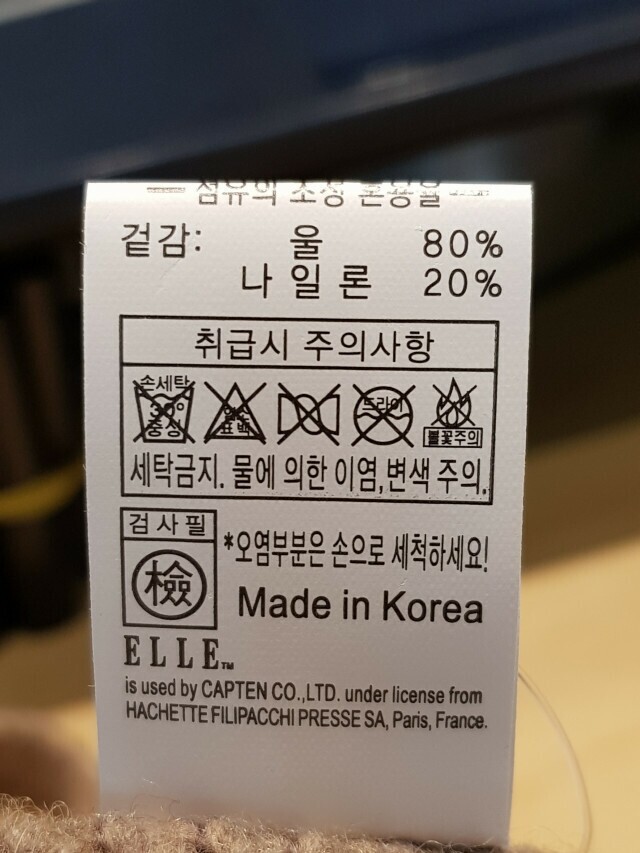 섬유의 조성 혼용율
겉감: 울 80%
나일론 20%
취급시 주의사항
손세탁
30°
중성
염소
표백
드라이
불꽃주의
세탁금지. 물에 의한 이염,변색 주의.
검사필
檢
*오염부분은 손으로 세척하세요!
Made in Korea
ELLE™
is used by CAPTEN CO.,LTD. under license from
HACHETTE FILIPACCHI PRESSE SA, Paris, France.